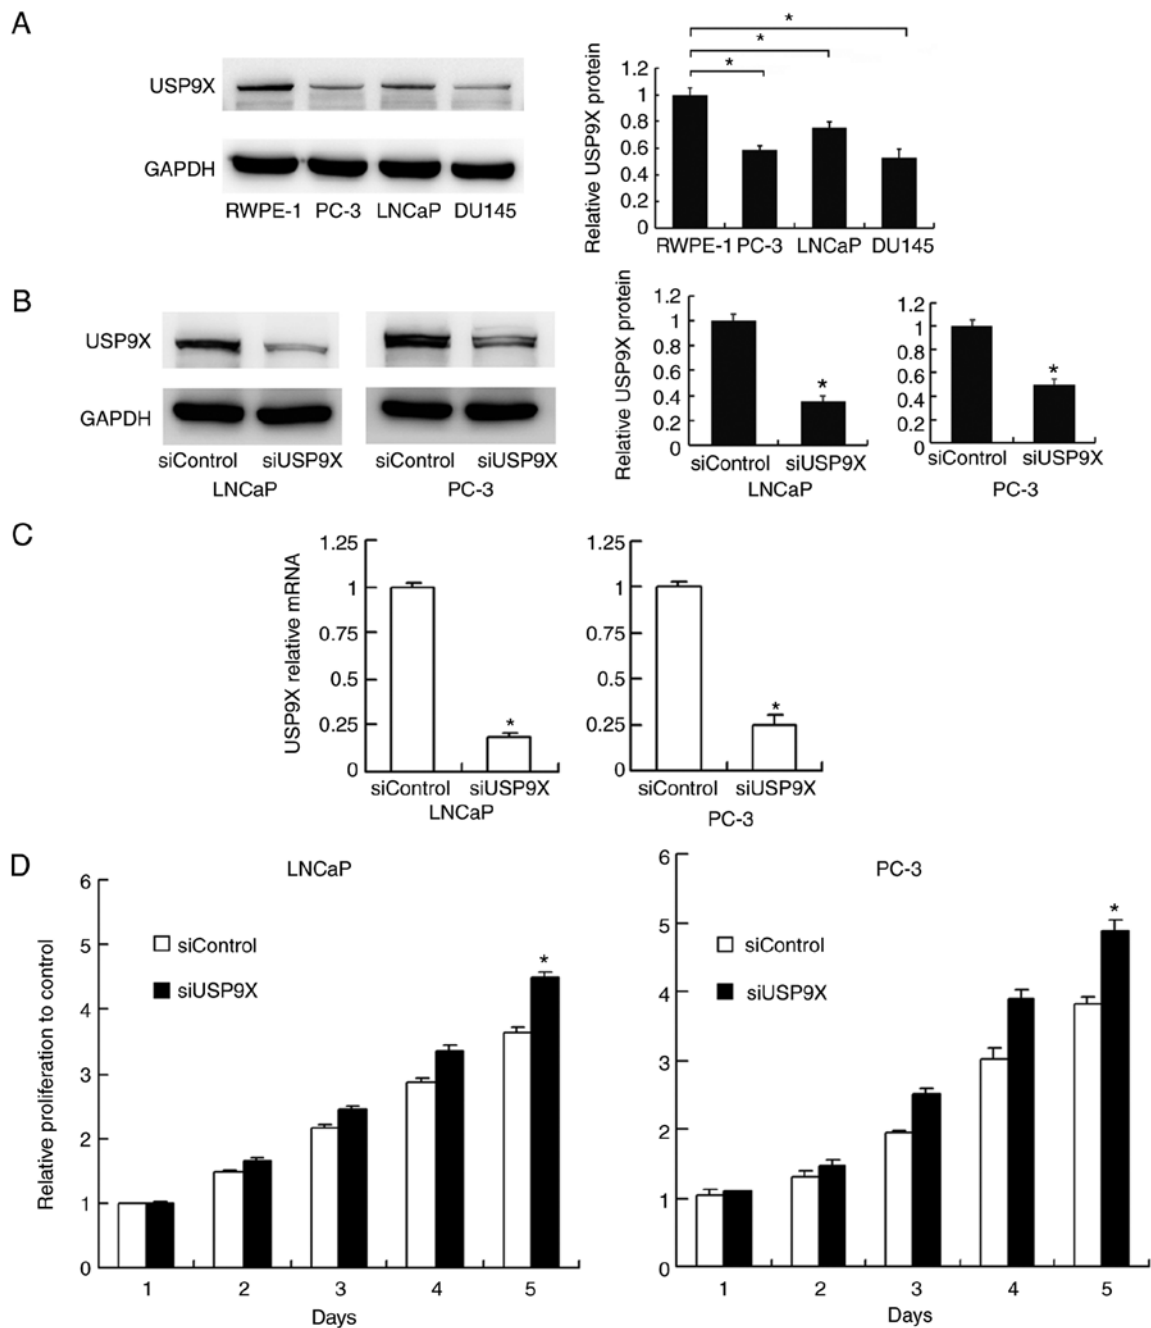 A
USP9X
GAPDH
RWPE-1 PC-3 LNCaP DU145
* 
*
*
Relative USP9X protein
1.2
1
0.8
0.6
0.4
0.2
0
RWPE-1 PC-3 LNCaP DU145
B
USP9X
GAPDH
siControl siUSP9X siControl siUSP9X
LNCaP PC-3
Relative USP9X protein
1.2
1
0.8
0.6
0.4
0.2
0
*
siControl siUSP9X
LNCaP
1.2
1
0.8
0.6
0.4
0.2
0
*
siControl siUSP9X
PC-3
C
USP9X relative mRNA
1.25
1
0.75
0.5
0.25
0
*
siControl siUSP9X
LNCaP
1.25
1
0.75
0.5
0.25
0
*
siControl siUSP9X
PC-3
D
LNCaP
Relative proliferation to control
6
5
4
3
2
1
0
siControl
siUSP9X
*
1 2 3 4 5
Days
PC-3
6
5
4
3
2
1
0
siControl
siUSP9X
*
1 2 3 4 5
Days